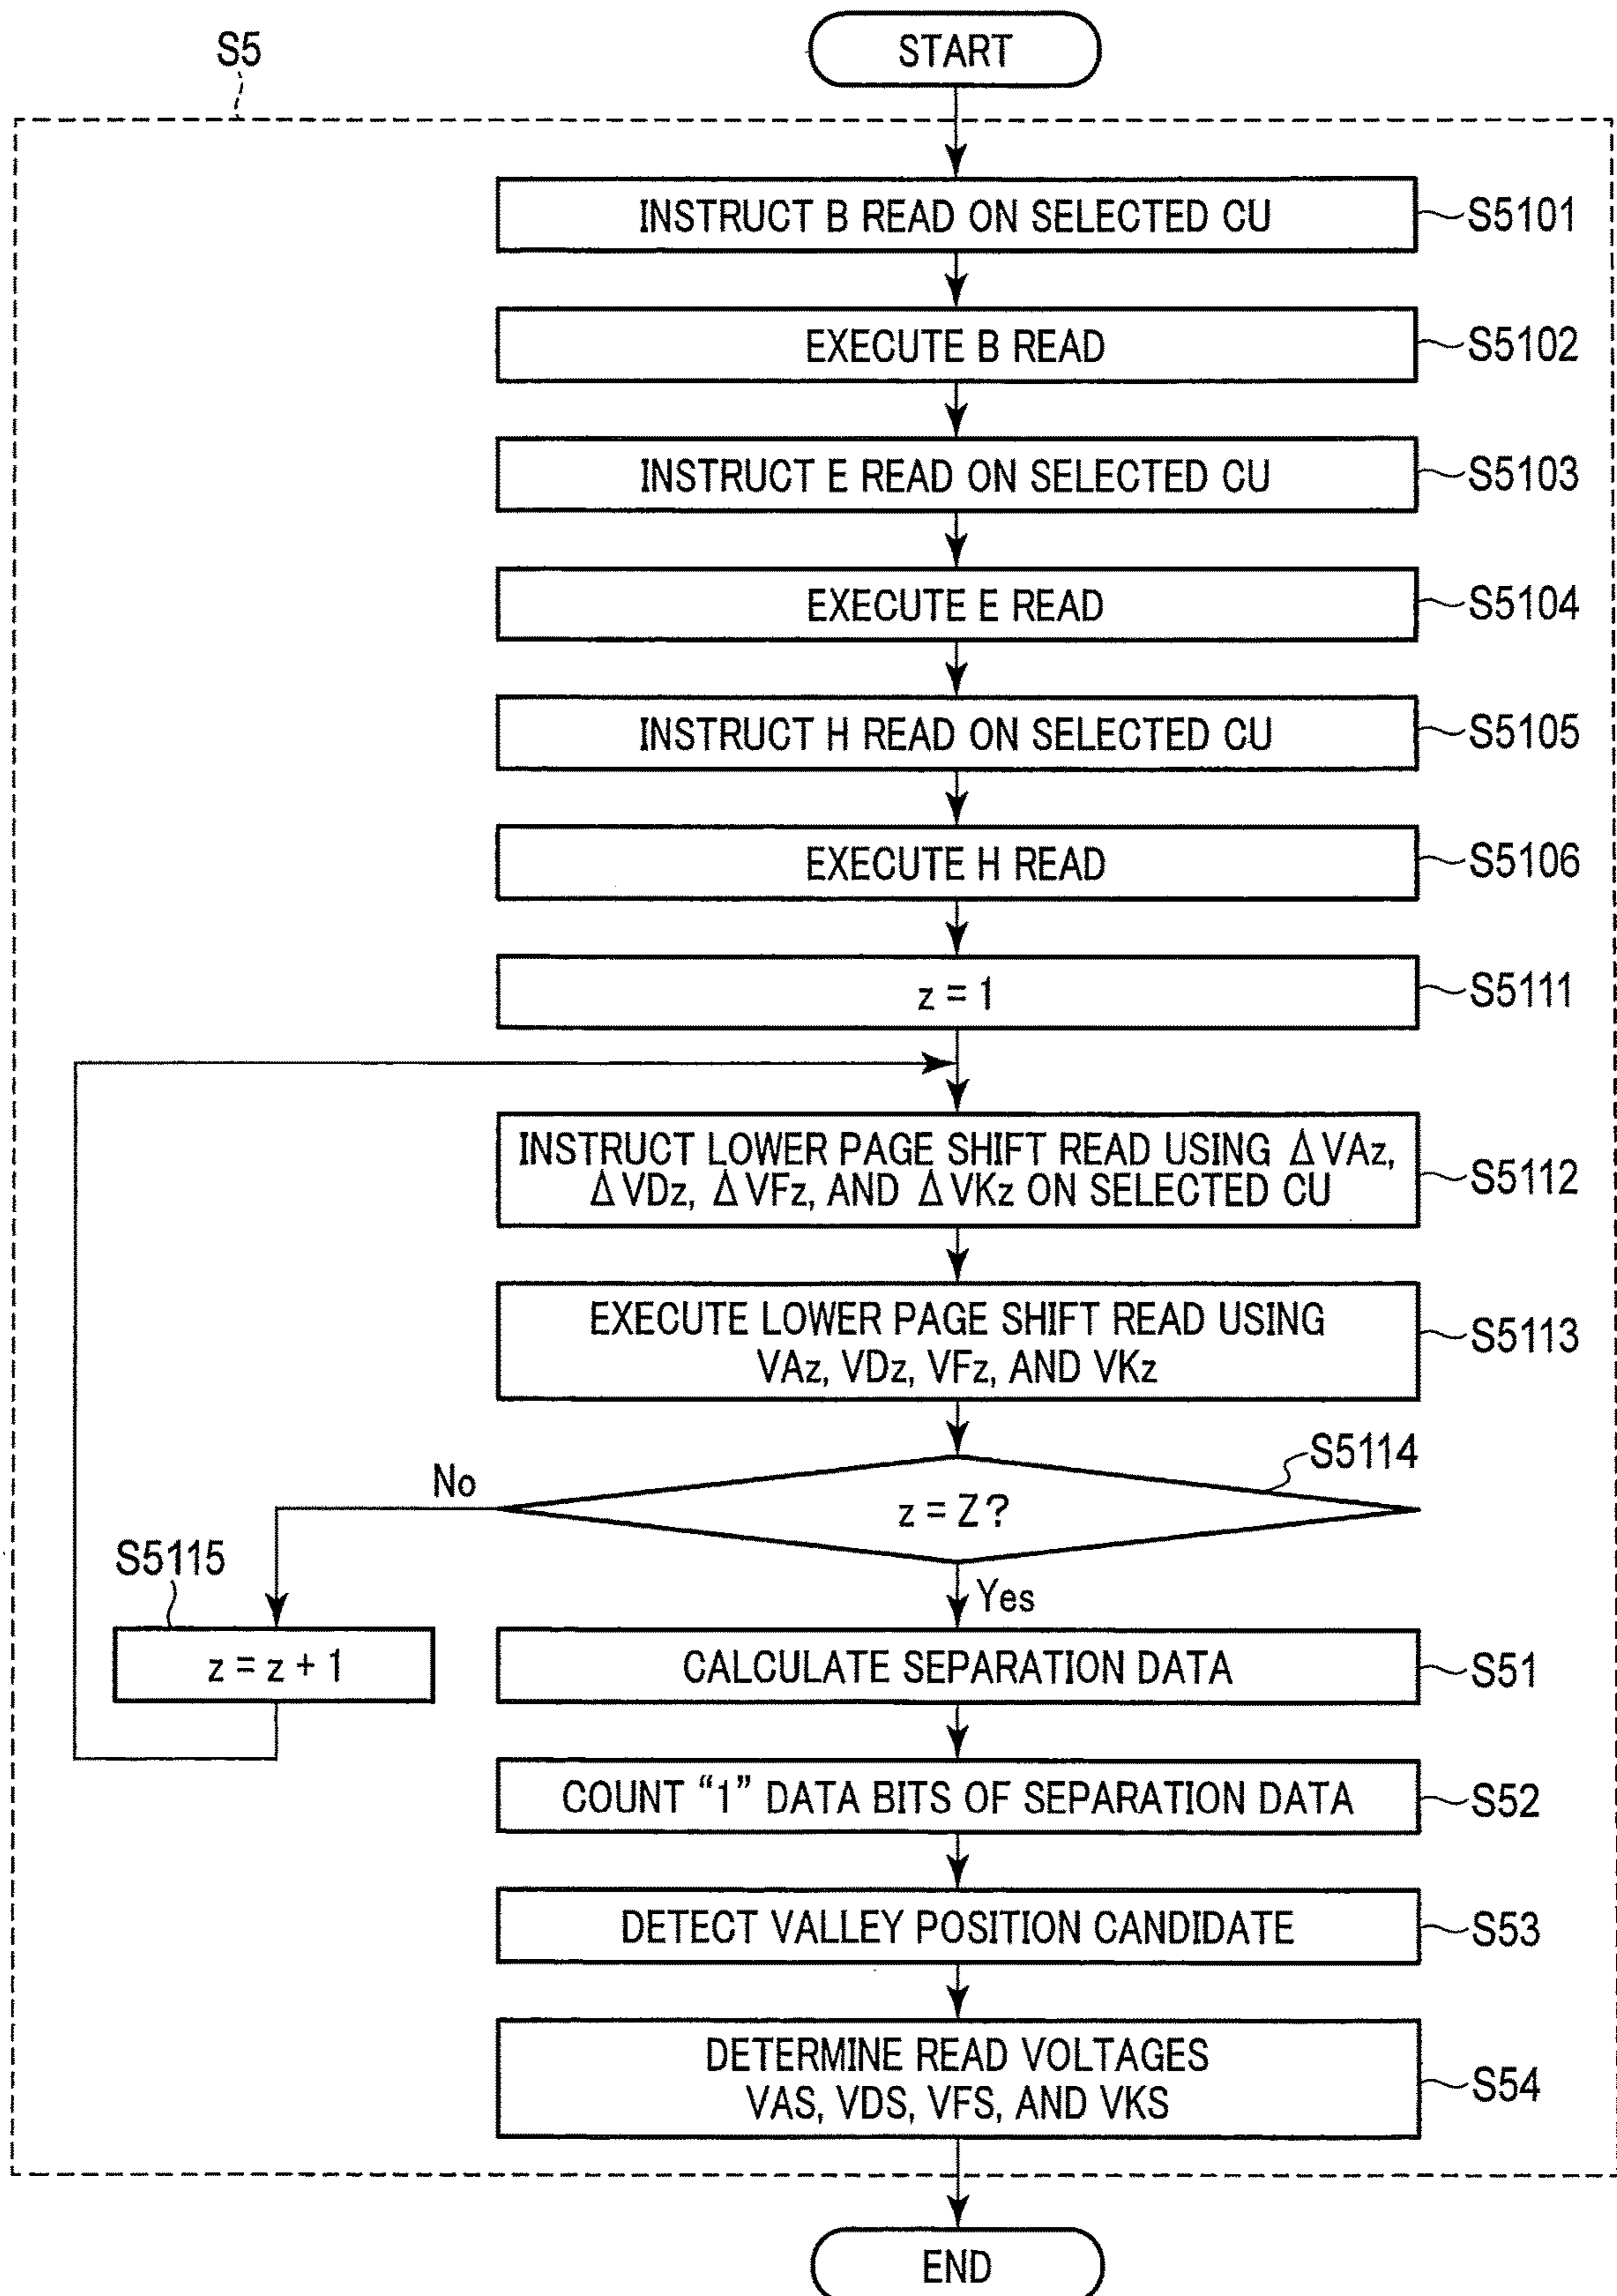 START
S5
INSTRUCT B READ ON SELECTED CU
S5101
EXECUTE B READ
S5102
INSTRUCT E READ ON SELECTED CU
S5103
EXECUTE E READ
S5104
INSTRUCT H READ ON SELECTED CU
S5105
EXECUTE H READ
S5106
z = 1
S5111
INSTRUCT LOWER PAGE SHIFT READ USING ΔVAz,
ΔVDz, ΔVFz, AND ΔVKz ON SELECTED CU
S5112
EXECUTE LOWER PAGE SHIFT READ USING
VAz, VDz, VFz, AND VKz
S5113
S5114
No
z = Z?
Yes
S5115
z = z + 1
CALCULATE SEPARATION DATA
S51
COUNT “1” DATA BITS OF SEPARATION DATA
S52
DETECT VALLEY POSITION CANDIDATE
S53
DETERMINE READ VOLTAGES
VAS, VDS, VFS, AND VKS
S54
END